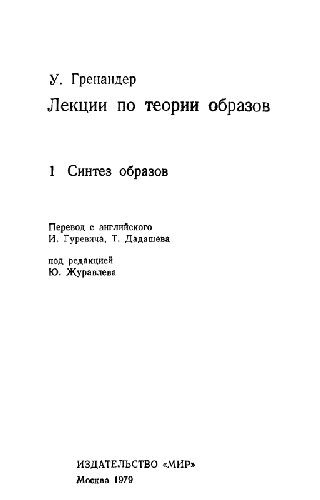 У. Гренандер
Лекции по теории образов
1 Синтез образов
Перевод с английского
И. Гуревича, Т. Дадашева
под редакцией
Ю. Журавлева
ИЗДАТЕЛЬСТВО «МИР»
Москва 1979